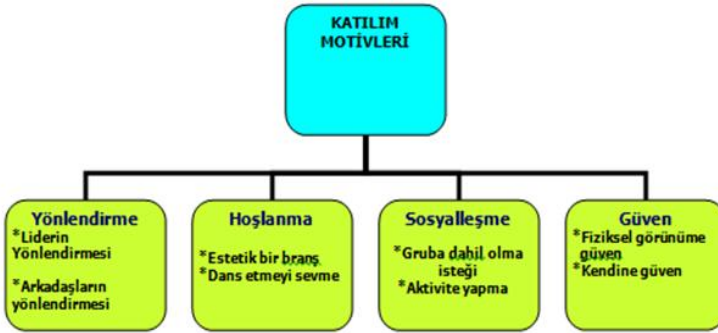 KATILIM
MOTİVLERİ
Yönlendirme
*Liderin
Yönlendirmesi
*Arkadaşların
yönlendirmesi
Hoşlanma
*Estetik bir branş
*Dans etmeyi sevme
Sosyalleşme
*Gruba dahil olma
isteği
*Aktivite yapma
Güven
*Fiziksel görünüme
güven
*Kendine güven